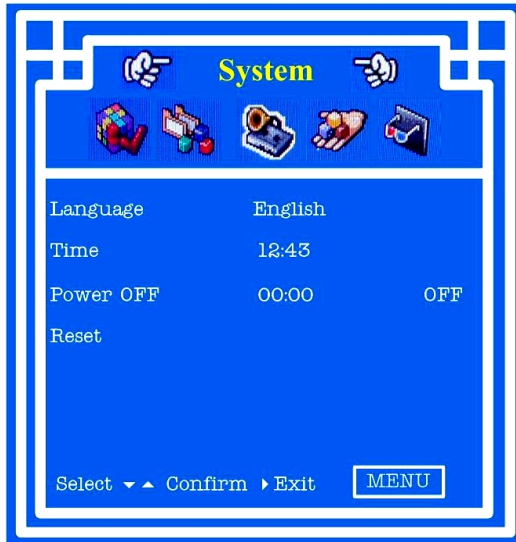 System
Language English
Time 12:43
Power OFF 00:00 OFF
Reset
Select ▾ ▴ Confirm ▸ Exit MENU